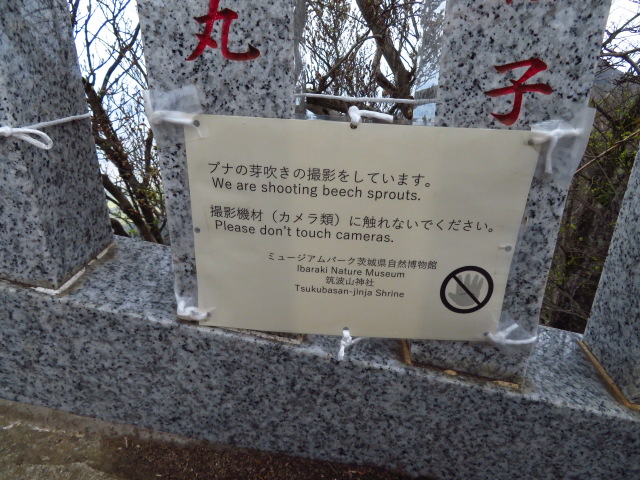 丸
子
ブナの芽吹きの撮影をしています。
We are shooting beech sprouts.
撮影機材（カメラ類）に触れないでください。
Please don't touch cameras.
ミュージアムパーク茨城県自然博物館
Ibaraki Nature Museum
筑波山神社
Tsukubasan-jinja Shrine